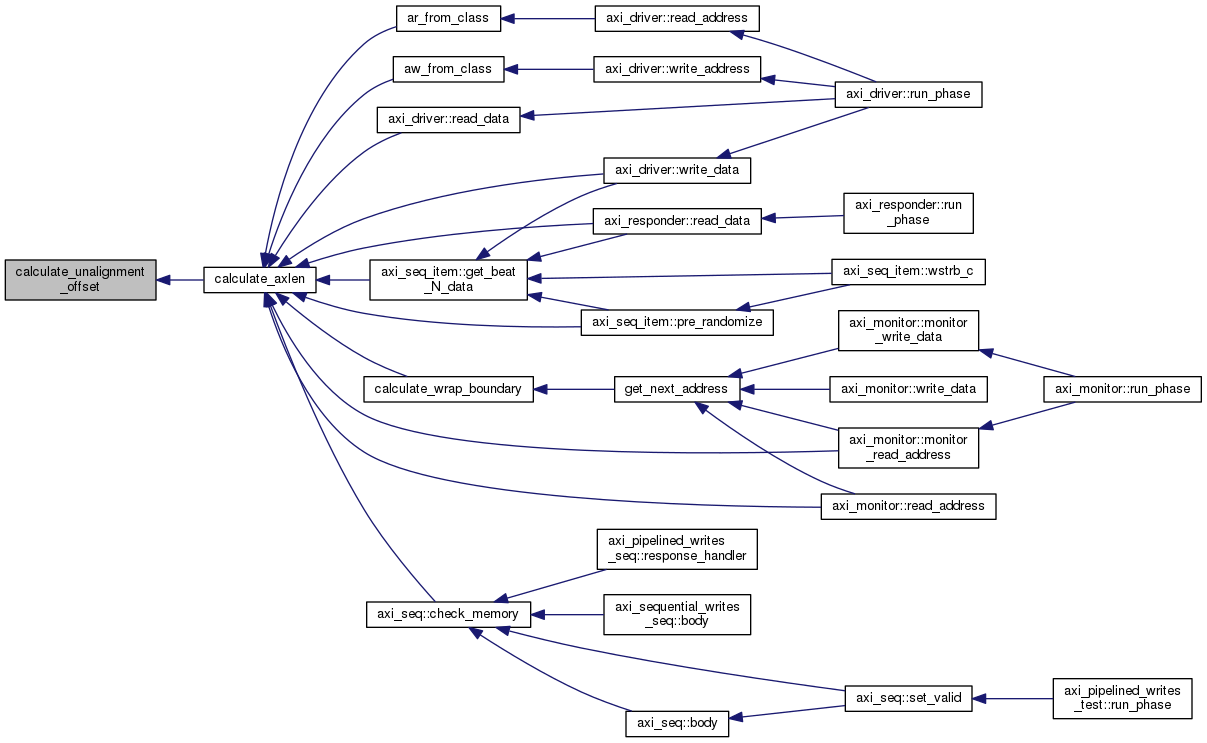 calculate_unalignment
_offset
calculate_axlen
ar_from_class
axi_driver::read_address
aw_from_class
axi_driver::write_address
axi_driver::run_phase
axi_driver::read_data
axi_driver::write_data
axi_responder::read_data
axi_responder::run
_phase
axi_seq_item::get_beat
_N_data
axi_seq_item::wstrb_c
axi_seq_item::pre_randomize
calculate_wrap_boundary
get_next_address
axi_monitor::monitor
_write_data
axi_monitor::write_data
axi_monitor::run_phase
axi_monitor::monitor
_read_address
axi_monitor::read_address
axi_seq::check_memory
axi_pipelined_writes
_seq::response_handler
axi_sequential_writes
_seq::body
axi_seq::set_valid
axi_pipelined_writes
_test::run_phase
axi_seq::body